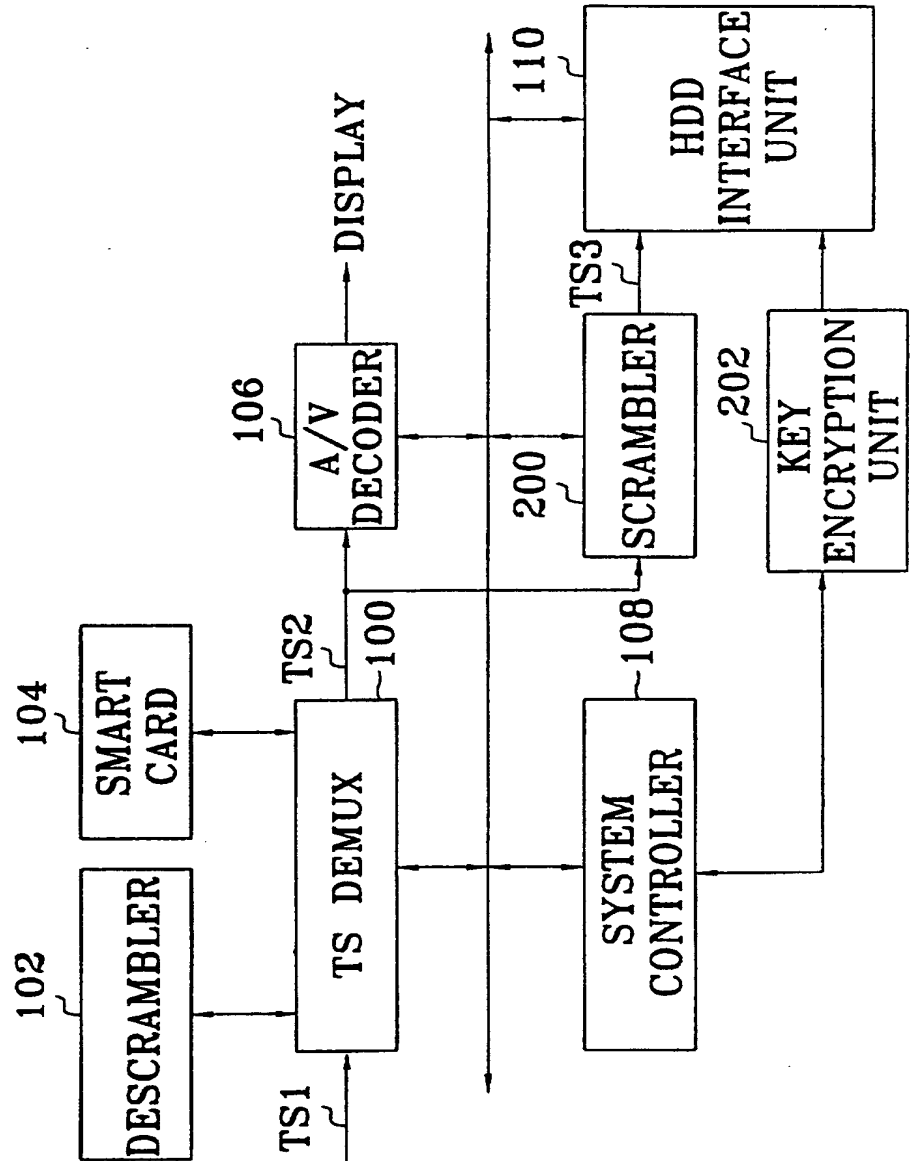 102
DESCRAMBLER
104
SMART
CARD
TS1
TS DEMUX
TS2
100
106
A/V
DECODER
DISPLAY
SYSTEM
CONTROLLER
108
200
SCRAMBLER
TS3
110
HDD
INTERFACE
UNIT
202
KEY
ENCRYPTION
UNIT